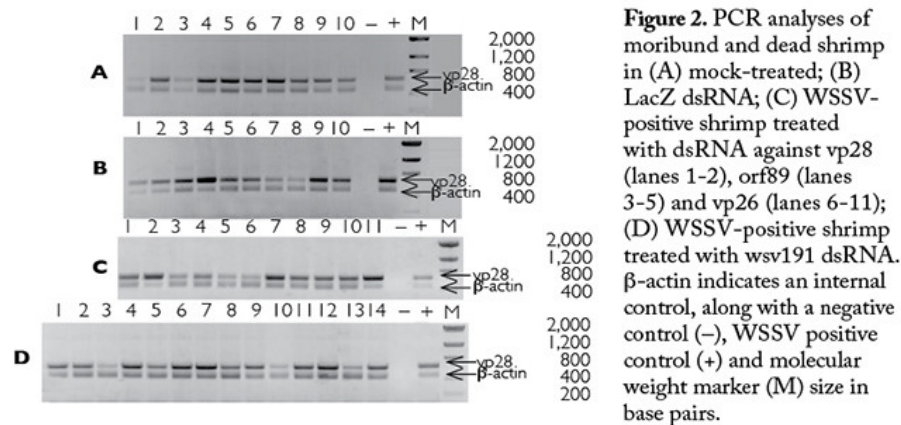 1 2 3 4 5 6 7 8 9 10 – + M
2,000
1,200
A
800
vp28.
β-actin
400
1 2 3 4 5 6 7 8 9 10 – + M
2,000
1200
B
800
vp28.
β-actin
400
1 2 3 4 5 6 7 8 9 10 11 – + M
2,000
1,200
C
800
vp28.
β-actin
400
1 2 3 4 5 6 7 8 9 10 11 12 13 14 – + M
2,000
1,200
D
800
vp28.
β-actin
400
200
Figure 2. PCR analyses of
moribund and dead shrimp
in (A) mock-treated; (B)
LacZ dsRNA; (C) WSSV-
positive shrimp treated
with dsRNA against vp28
(lanes 1-2), orf89 (lanes
3-5) and vp26 (lanes 6-11);
(D) WSSV-positive shrimp
treated with wsv191 dsRNA.
β-actin indicates an internal
control, along with a negative
control (–), WSSV positive
control (+) and molecular
weight marker (M) size in
base pairs.